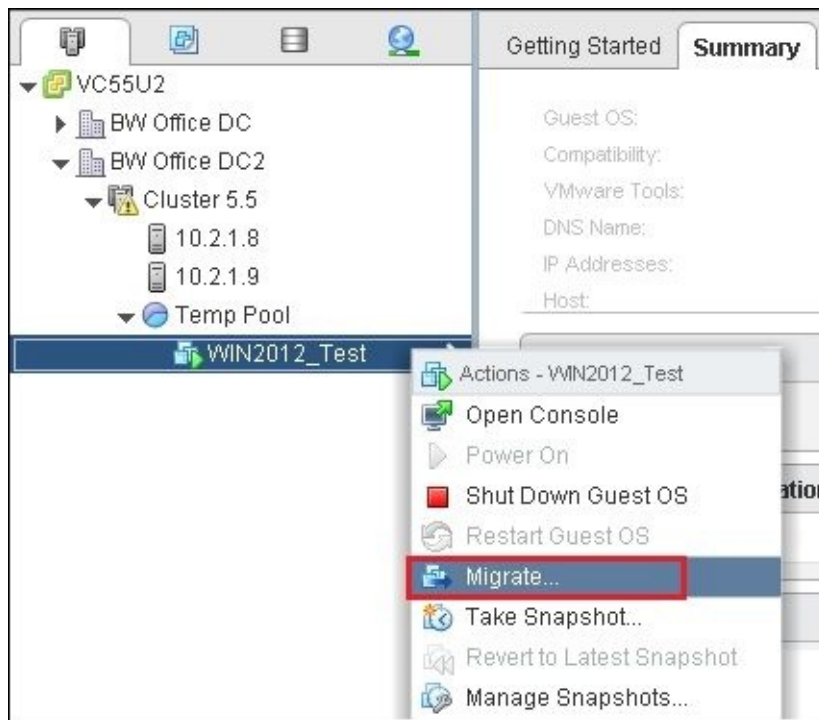 Getting Started
Summary
VC55U2
BW Office DC
BW Office DC2
Cluster 5.5
10.2.1.8
10.2.1.9
Temp Pool
WIN2012_Test
Guest OS:
Compatibility:
VMware Tools:
DNS Name:
IP Addresses:
Host:
Actions - WIN2012_Test
Open Console
Power On
Shut Down Guest OS
Restart Guest OS
Migrate...
Take Snapshot...
Revert to Latest Snapshot
Manage Snapshots...